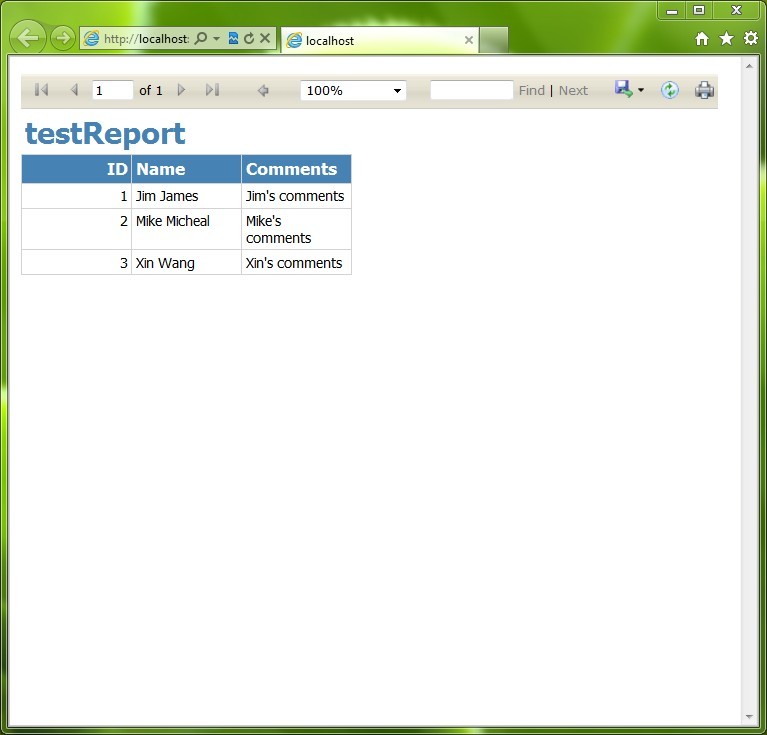 http://localhost:
localhost
1 of 1
100%
Find | Next
testReport
ID Name Comments
1 Jim James Jim's comments
2 Mike Micheal Mike's
comments
3 Xin Wang Xin's comments